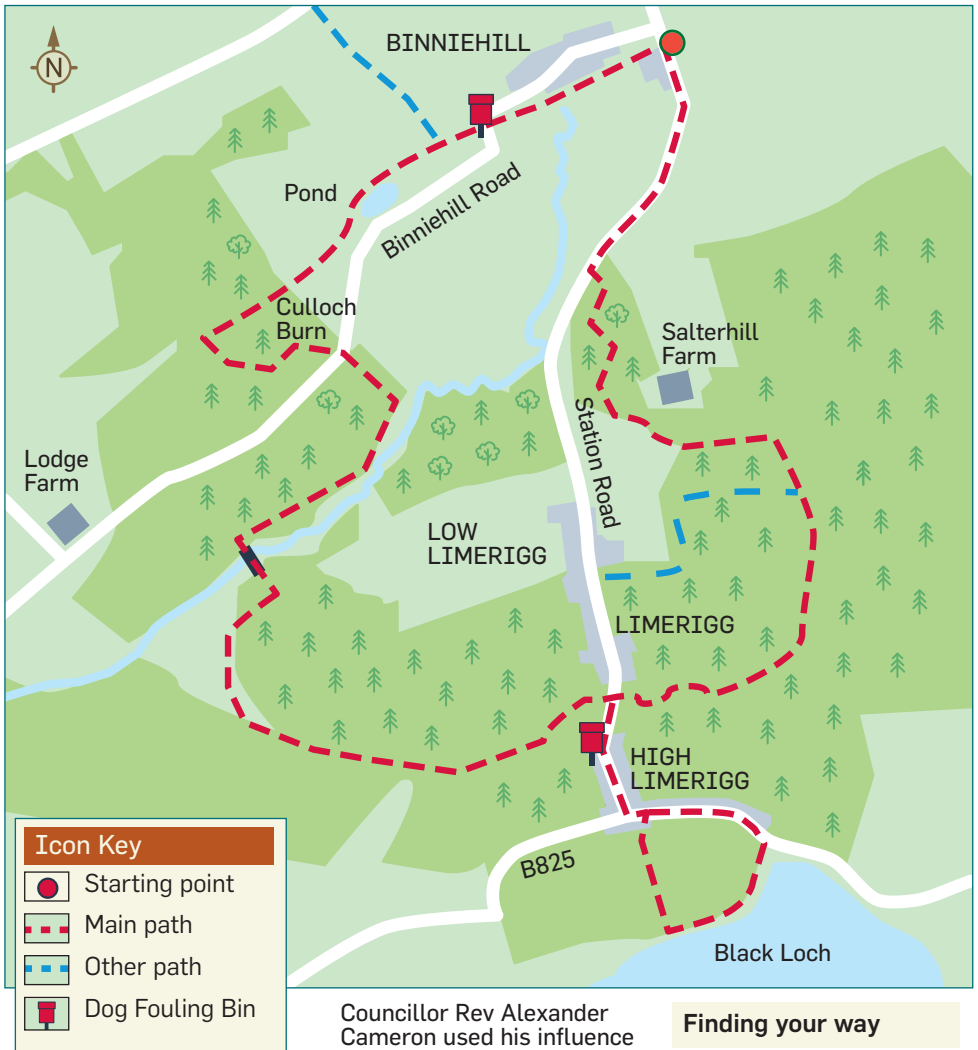 BINNIEHILL
N
Pond
Binniehill Road
Culloch
Burn
Salterhill
Farm
Station Road
Lodge
Farm
LOW
LIMERIGG
LIMERIGG
HIGH
LIMERIGG
B825
Black Loch
Icon Key
Starting point
Main path
Other path
Dog Fouling Bin
Councillor Rev Alexander
Cameron used his influence
Finding your way